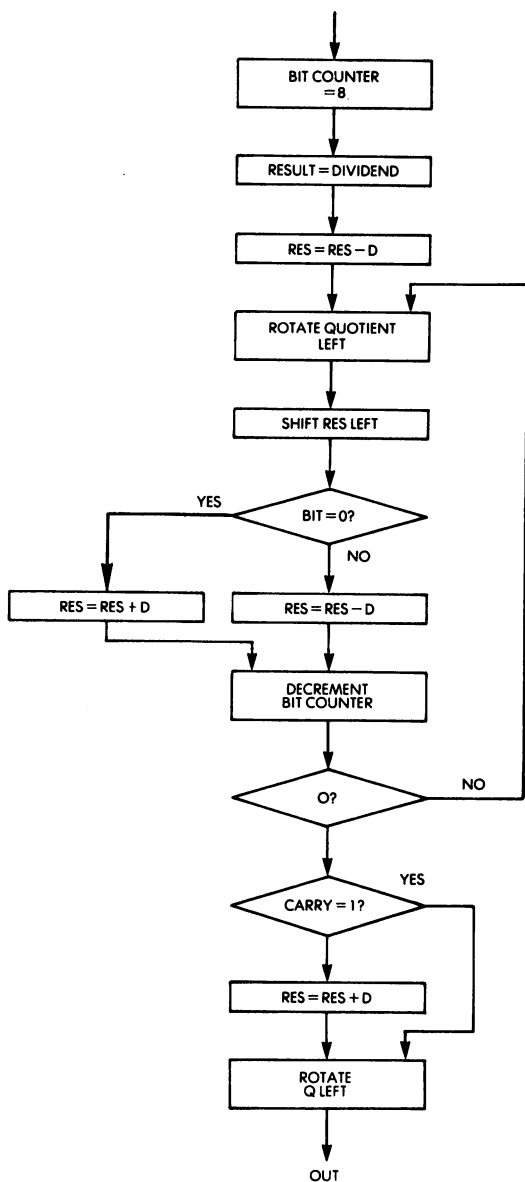 BIT COUNTER
=8
RESULT=DIVIDEND
RES=RES−D
ROTATE QUOTIENT
LEFT
SHIFT RES LEFT
YES
BIT=0?
NO
RES=RES+D
RES=RES−D
DECREMENT
BIT COUNTER
O?
NO
YES
CARRY=1?
RES=RES+D
ROTATE
Q LEFT
OUT